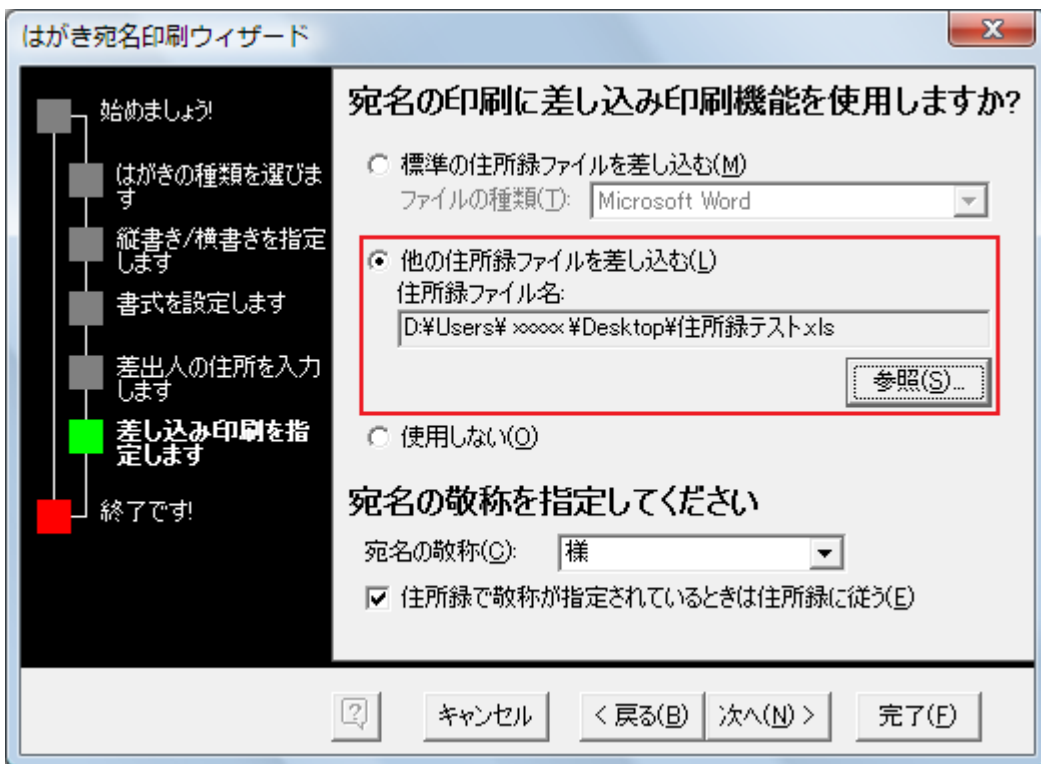 はがき宛名印刷ウィザード
始めましょう!
はがきの種類を選びま
す
縦書き/横書きを指定
します
書式を設定します
差出人の住所を入力
します
差し込み印刷を指
定します
終了です!
宛名の印刷に差し込み印刷機能を使用しますか?
標準の住所録ファイルを差し込む(M)
ファイルの種類(T): Microsoft Word
他の住所録ファイルを差し込む(L)
住所録ファイル名:
D:¥Users¥ xxxxx ¥Desktop¥住所録テスト.xls
参照(S)...
使用しない(O)
宛名の敬称を指定してください
宛名の敬称(C): 様
住所録で敬称が指定されているときは住所録に従う(E)
キャンセル < 戻る(B) 次へ(N) > 完了(F)